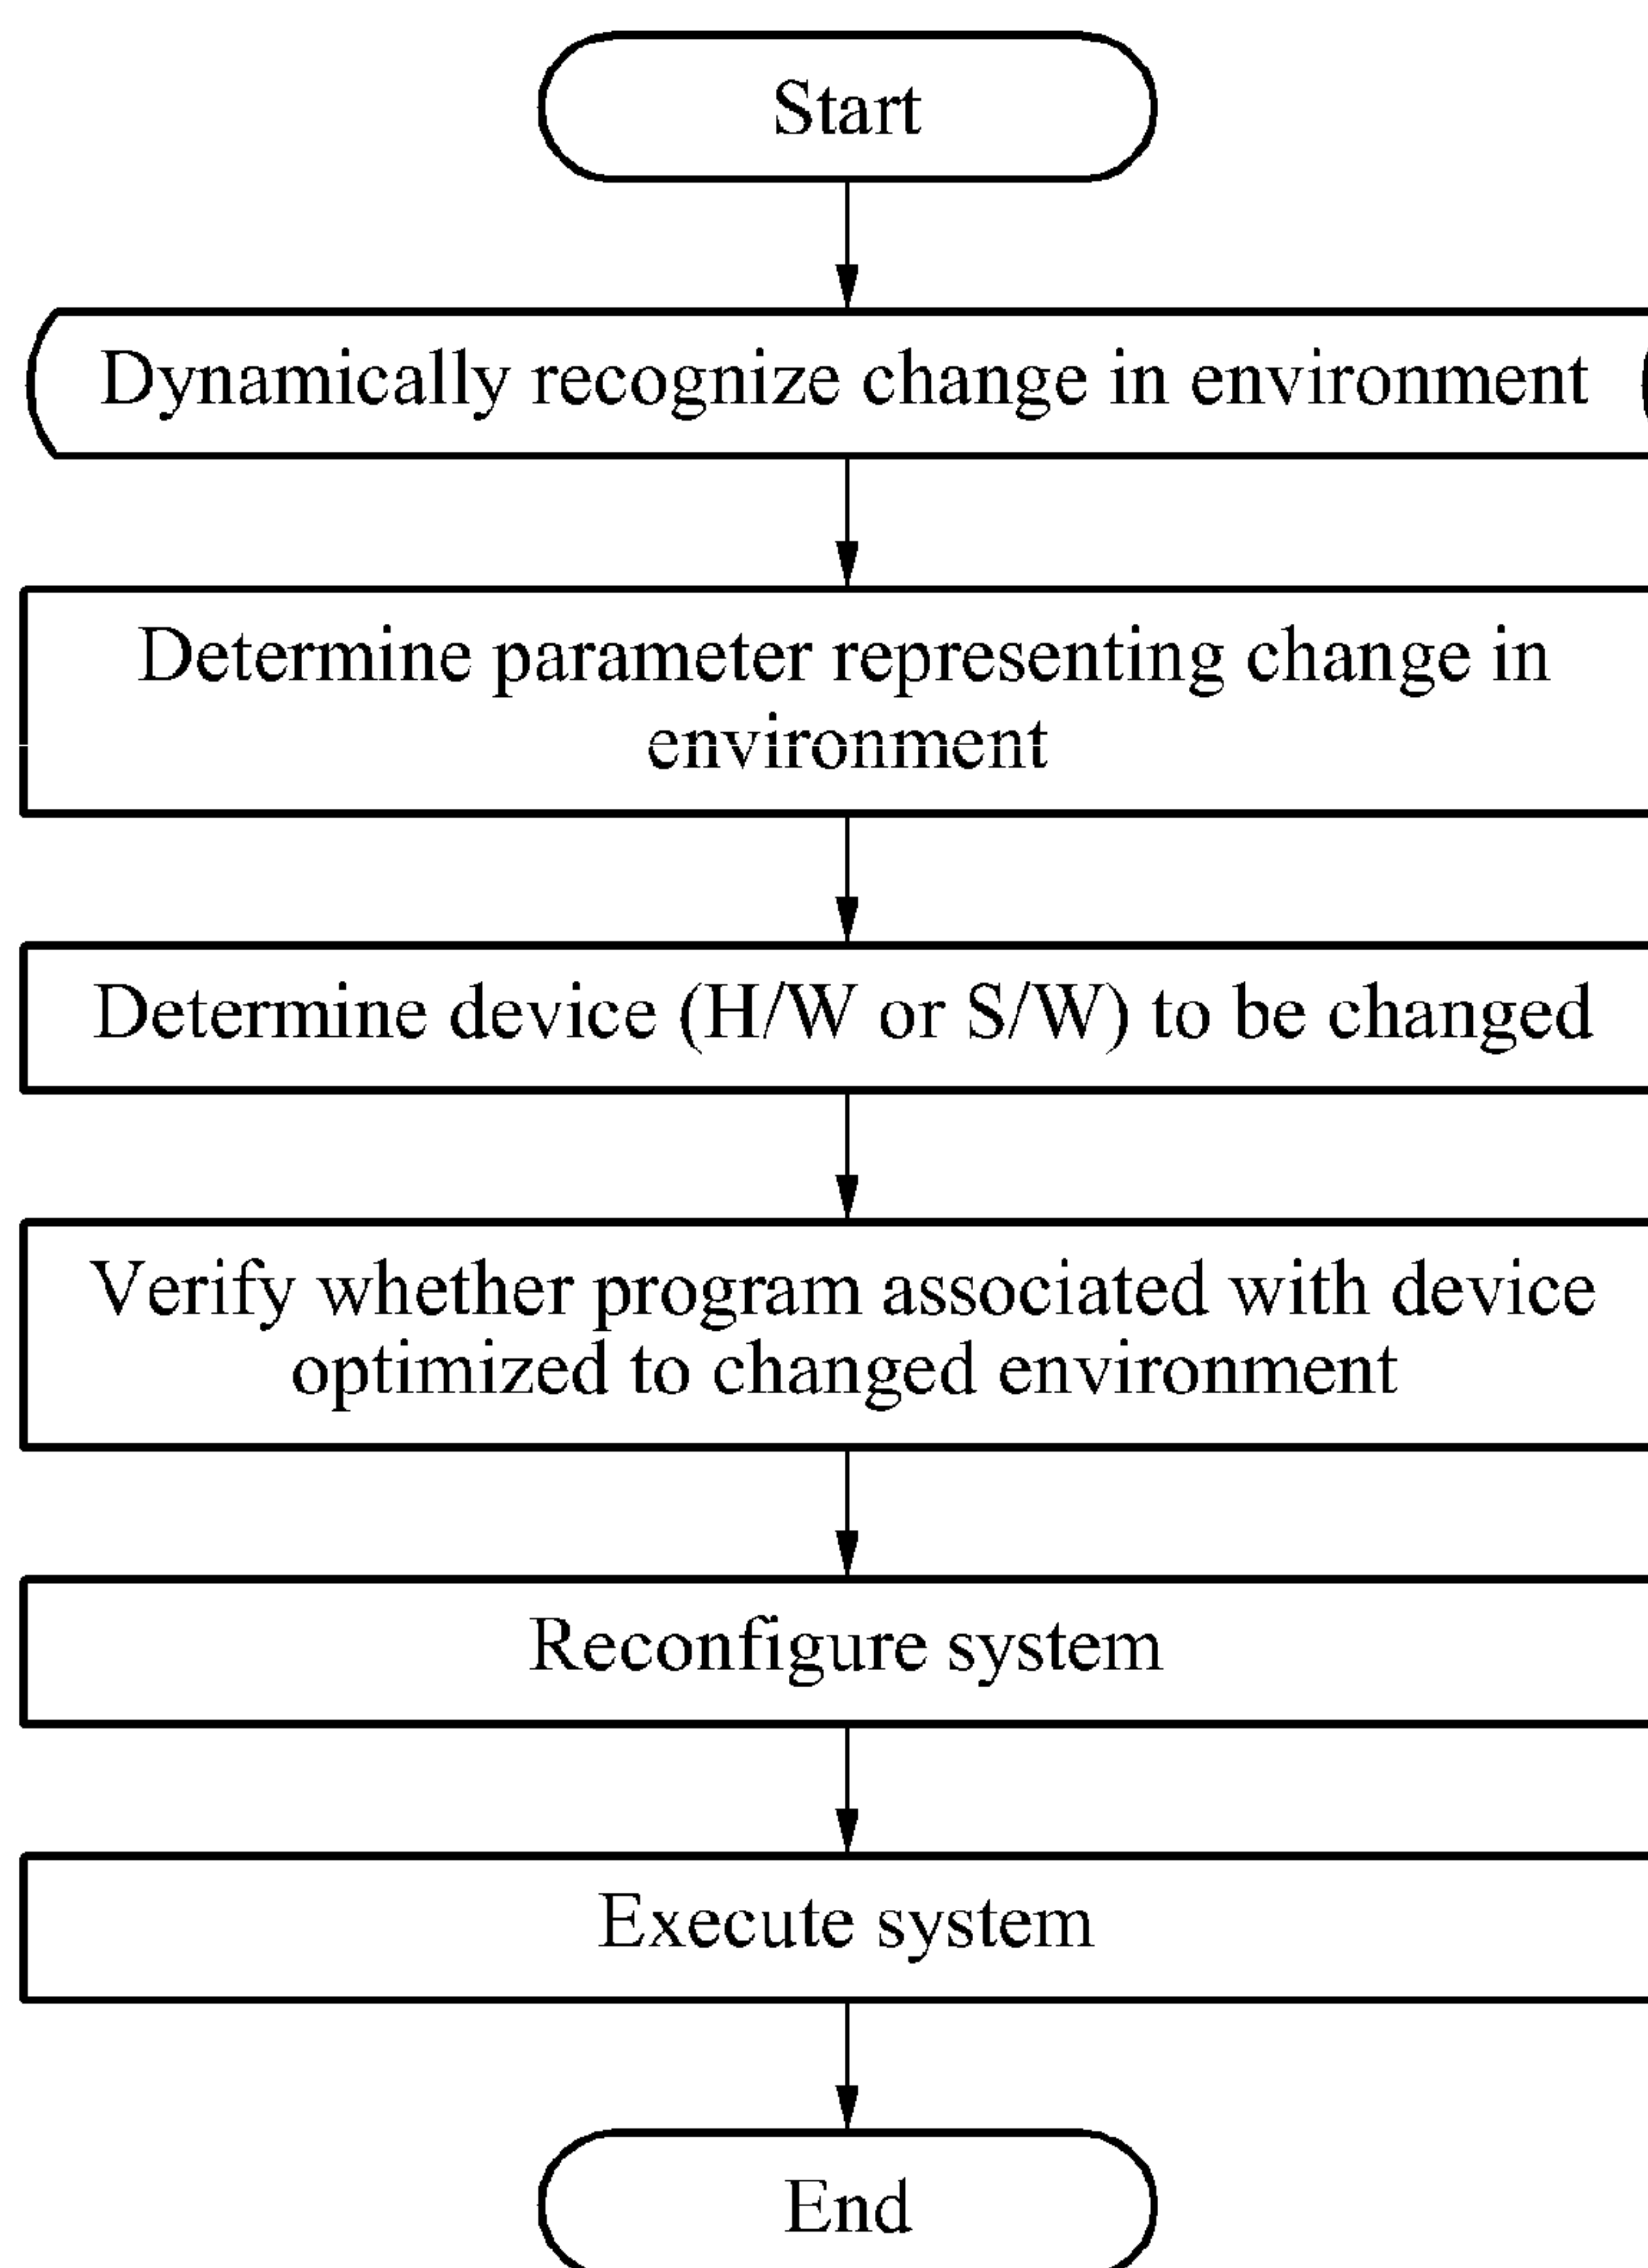 Start
Dynamically recognize change in environment
Determine parameter representing change in
environment
Determine device (H/W or S/W) to be changed
Verify whether program associated with device
optimized to changed environment
Reconfigure system
Execute system
End